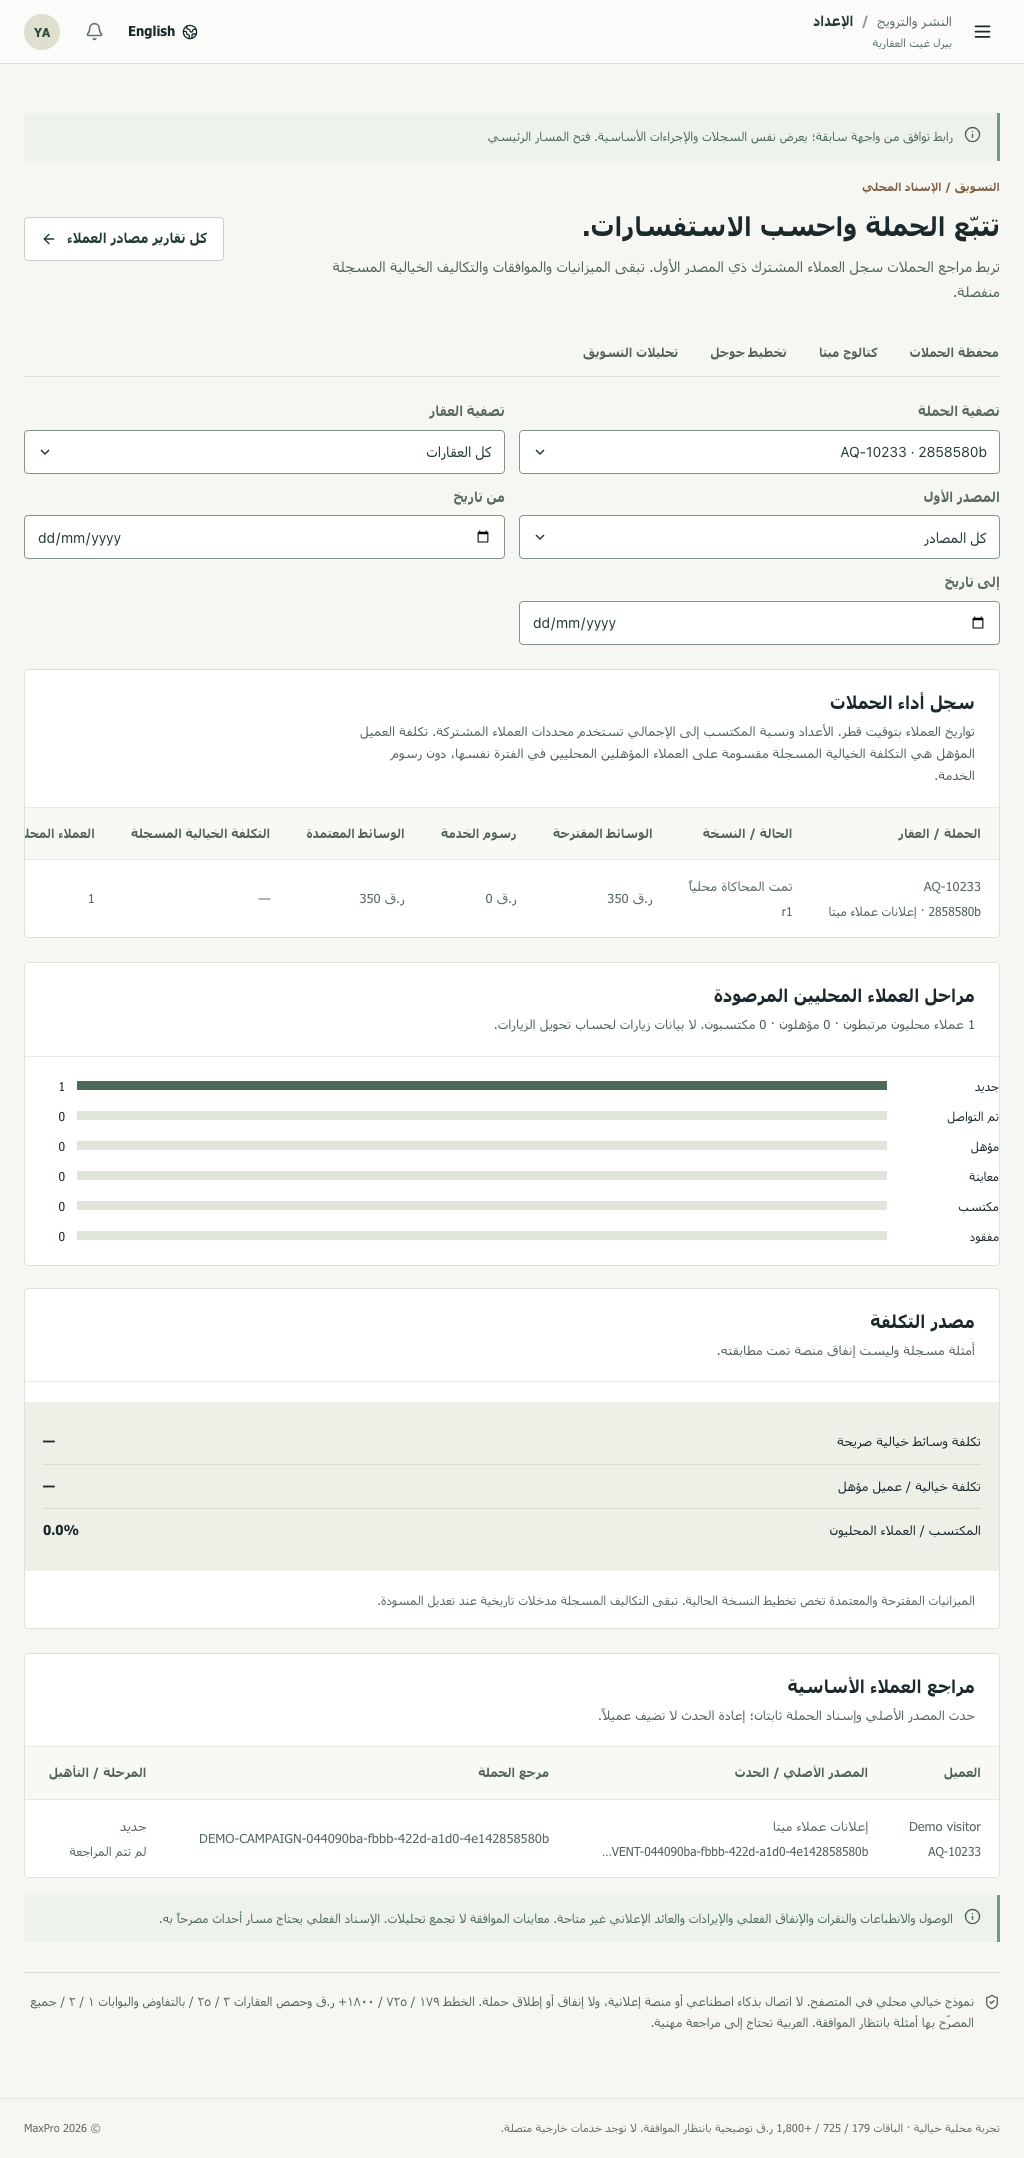 النشر والترويج / الإعداد
بيرل غيت العقارية
English
YA
رابط توافق من واجهة سابقة؛ يعرض نفس السجلات والإجراءات الأساسية. فتح المسار الرئيسي
التسويق / الإسناد المحلي
تتبّع الحملة واحسب الاستفسارات.
كل تقارير مصادر العملاء
تربط مراجع الحملات سجل العملاء المشترك ذي المصدر الأول. تبقى الميزانيات والموافقات والتكاليف الخيالية المسجلة
منفصلة.
محفظة الحملات
كتالوج ميتا
تخطيط جوجل
تحليلات التسويق
تصفية الحملة
تصفية العقار
AQ-10233 · 2858580b
كل العقارات
المصدر الأول
من تاريخ
كل المصادر
dd/mm/yyyy
إلى تاريخ
dd/mm/yyyy
سجل أداء الحملات
تواريخ العملاء بتوقيت قطر. الأعداد ونسبة المكتسب إلى الإجمالي تستخدم محددات العملاء المشتركة. تكلفة العميل
المؤهل هي التكلفة الخيالية المسجلة مقسومة على العملاء المؤهلين المحليين في الفترة نفسها، دون رسوم
الخدمة.
الحملة / العقار
الحالة / النسخة
الوسائط المقترحة
رسوم الخدمة
الوسائط المعتمدة
التكلفة الخيالية المسجلة
العملاء المحل
AQ-10233
2858580b · إعلانات عملاء ميتا
تمت المحاكاة محلياً
r1
ر.ق 350
ر.ق 0
ر.ق 350
—
1
مراحل العملاء المحليين المرصودة
1 عملاء محليون مرتبطون · 0 مؤهلون · 0 مكتسبون. لا بيانات زيارات لحساب تحويل الزيارات.
جديد 1
تم التواصل 0
مؤهل 0
معاينة 0
مكتسب 0
مفقود 0
مصدر التكلفة
أمثلة مسجلة وليست إنفاق منصة تمت مطابقته.
تكلفة وسائط خيالية صريحة —
تكلفة خيالية / عميل مؤهل —
المكتسب / العملاء المحليون 0.0%
الميزانيات المقترحة والمعتمدة تخص تخطيط النسخة الحالية. تبقى التكاليف المسجلة مدخلات تاريخية عند تعديل المسودة.
مراجع العملاء الأساسية
حدث المصدر الأصلي وإسناد الحملة ثابتان؛ إعادة الحدث لا تضيف عميلاً.
العميل
المصدر الأصلي / الحدث
مرجع الحملة
المرحلة / التأهيل
Demo visitor
AQ-10233
إعلانات عملاء ميتا
…VENT-044090ba-fbbb-422d-a1d0-4e142858580b
DEMO-CAMPAIGN-044090ba-fbbb-422d-a1d0-4e142858580b
جديد
لم تتم المراجعة
الوصول والانطباعات والنقرات والإنفاق الفعلي والإيرادات والعائد الإعلاني غير متاحة. معاينات الموافقة لا تجمع تحليلات. الإسناد الفعلي يحتاج مسار أحداث مصرحاً به.
نموذج خيالي محلي في المتصفح. لا اتصال بذكاء اصطناعي أو منصة إعلانية، ولا إنفاق أو إطلاق حملة. الخطط ١٧٩ / ٧٢٥ / ١٨٠٠+ ر.ق وحصص العقارات ٣ / ٢٥ / بالتفاوض والبوابات ١ / ٢ / جميع
المصرّح بها أمثلة بانتظار الموافقة. العربية تحتاج إلى مراجعة مهنية.
تجربة محلية خيالية · الباقات 179 / 725 / 1,800+ ر.ق توضيحية بانتظار الموافقة. لا توجد خدمات خارجية متصلة.
© 2026 MaxPro